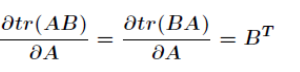 ∂tr(AB)/∂A = ∂tr(BA)/∂A = B^T